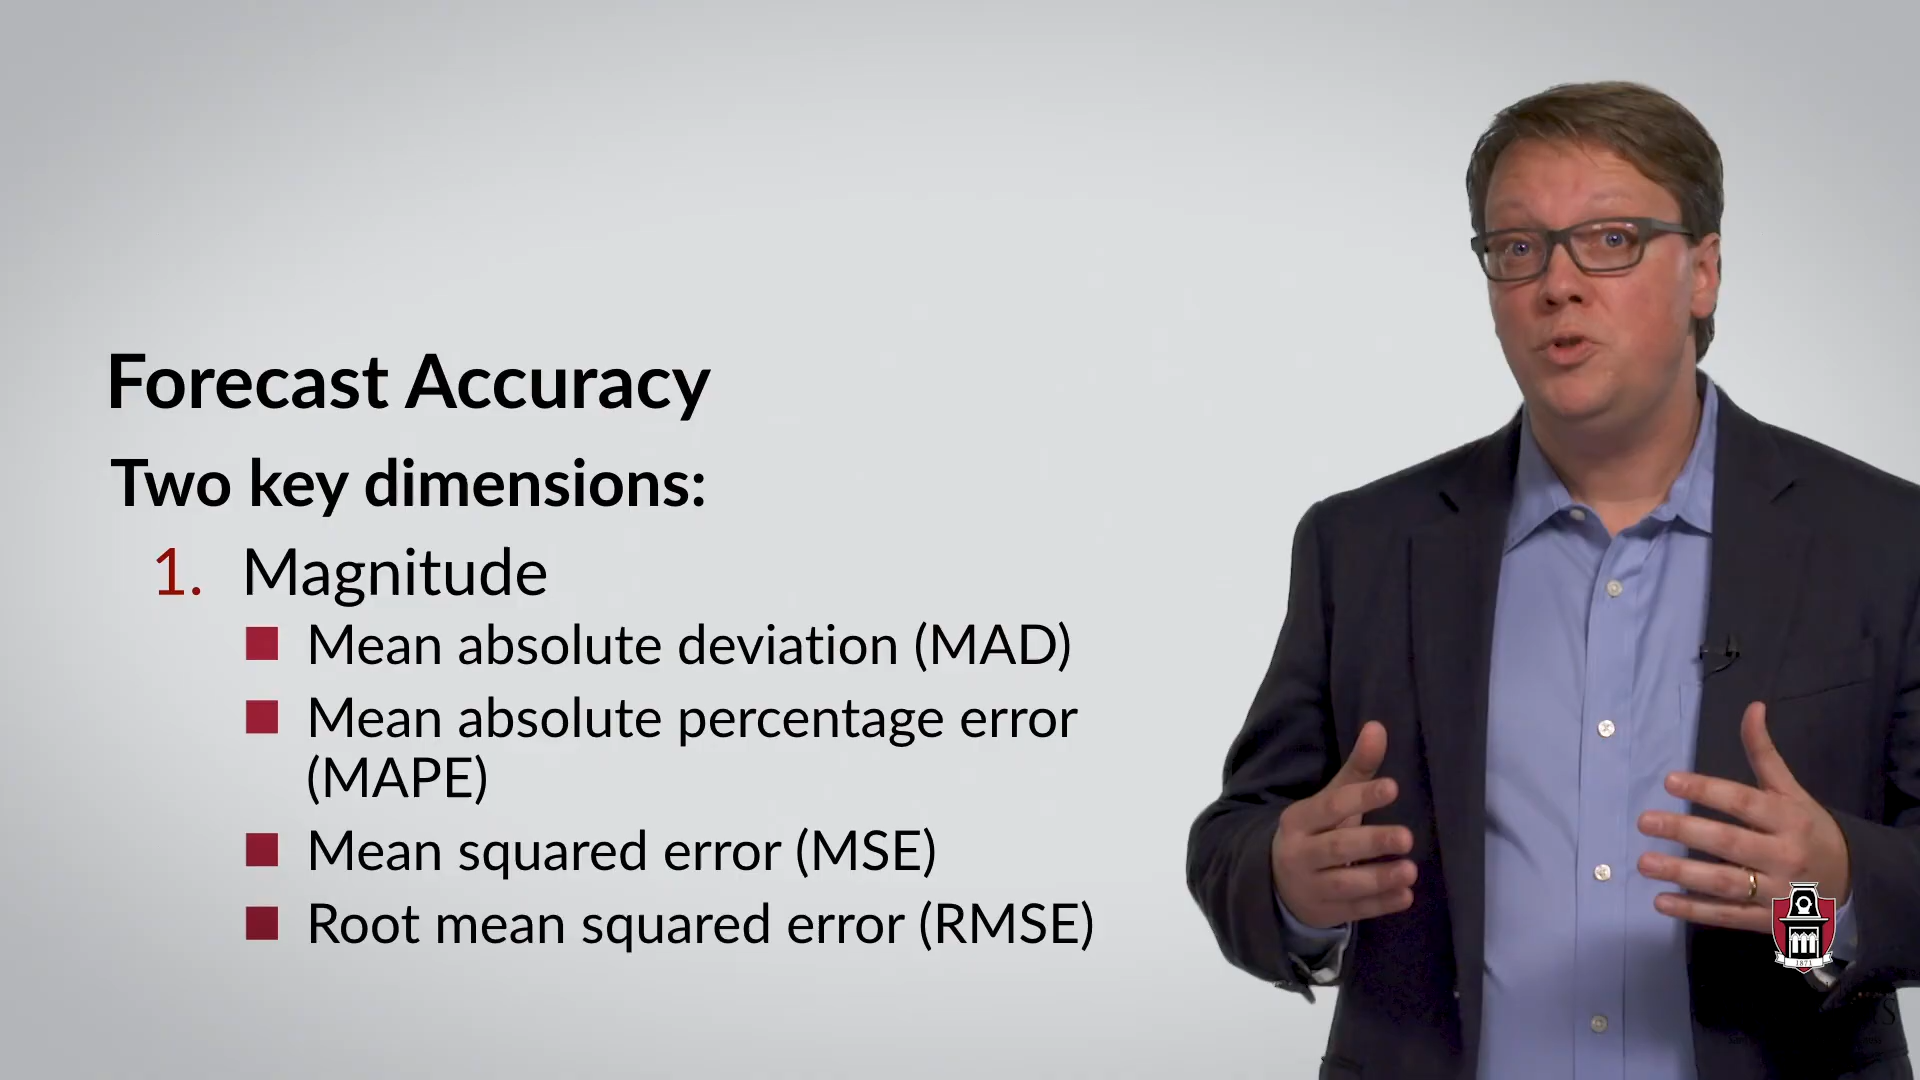 Forecast Accuracy
Two key dimensions:
1. Magnitude
■ Mean absolute deviation (MAD)
■ Mean absolute percentage error
(MAPE)
■ Mean squared error (MSE)
■ Root mean squared error (RMSE)
1871